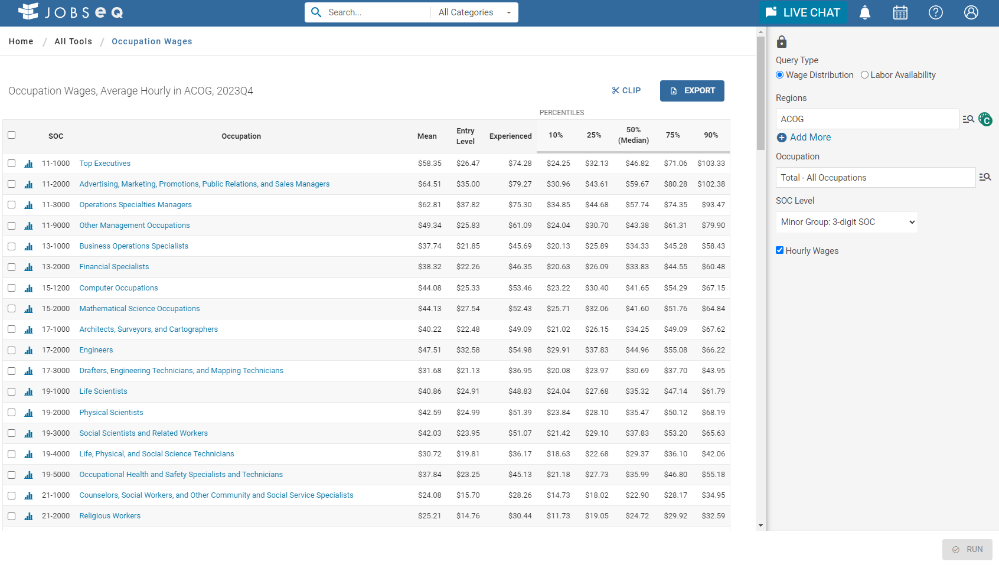 JOBSEQ
Search...
All Categories
LIVE CHAT
Home / All Tools / Occupation Wages
Occupation Wages, Average Hourly in ACOG, 2023Q4
CLIP
EXPORT
PERCENTILES
SOC Occupation Mean Entry Level Experienced 10% 25% 50% (Median) 75% 90%
11-1000 Top Executives $58.35 $26.47 $74.28 $24.25 $32.13 $46.82 $71.06 $103.33
11-2000 Advertising, Marketing, Promotions, Public Relations, and Sales Managers $64.51 $35.00 $79.27 $30.96 $43.61 $59.67 $80.28 $102.38
11-3000 Operations Specialties Managers $62.81 $37.82 $75.30 $34.85 $44.68 $57.74 $74.35 $93.47
11-9000 Other Management Occupations $49.34 $25.83 $61.09 $24.04 $30.70 $43.38 $61.31 $79.90
13-1000 Business Operations Specialists $37.74 $21.85 $45.69 $20.13 $25.89 $34.33 $45.28 $58.43
13-2000 Financial Specialists $38.32 $22.26 $46.35 $20.63 $26.09 $33.83 $44.55 $60.48
15-1200 Computer Occupations $44.08 $25.33 $53.46 $23.22 $30.40 $41.65 $54.29 $67.15
15-2000 Mathematical Science Occupations $44.13 $27.54 $52.43 $25.71 $32.06 $41.60 $51.76 $64.84
17-1000 Architects, Surveyors, and Cartographers $40.22 $22.48 $49.09 $21.02 $26.15 $34.25 $49.09 $67.62
17-2000 Engineers $47.51 $32.58 $54.98 $29.91 $37.83 $44.96 $55.08 $66.22
17-3000 Drafters, Engineering Technicians, and Mapping Technicians $31.68 $21.13 $36.95 $20.08 $23.97 $30.69 $37.70 $43.95
19-1000 Life Scientists $40.86 $24.91 $48.83 $24.04 $27.68 $35.32 $47.14 $61.79
19-2000 Physical Scientists $42.59 $24.99 $51.39 $23.84 $28.10 $35.47 $50.12 $68.19
19-3000 Social Scientists and Related Workers $42.03 $23.95 $51.07 $21.42 $29.10 $37.83 $53.20 $65.63
19-4000 Life, Physical, and Social Science Technicians $30.72 $19.81 $36.17 $18.63 $22.68 $29.37 $36.10 $42.06
19-5000 Occupational Health and Safety Specialists and Technicians $37.84 $23.25 $45.13 $21.18 $27.73 $35.99 $46.80 $55.18
21-1000 Counselors, Social Workers, and Other Community and Social Service Specialists $24.08 $15.70 $28.26 $14.73 $18.02 $22.90 $28.17 $34.95
21-2000 Religious Workers $25.21 $14.76 $30.44 $11.73 $19.05 $24.72 $29.92 $32.59
Query Type
Wage Distribution Labor Availability
Regions
ACOG
C
Add More
Occupation
Total - All Occupations
SOC Level
Minor Group: 3-digit SOC
Hourly Wages
RUN